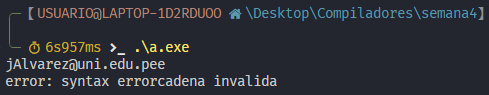 [USUARIO@LAPTOP-1D2RDUOO \Desktop\Compiladores\semana4]
6s957ms >_ .\a.exe
jAlvarez@uni.edu.pee
error: syntax errorcadena invalida